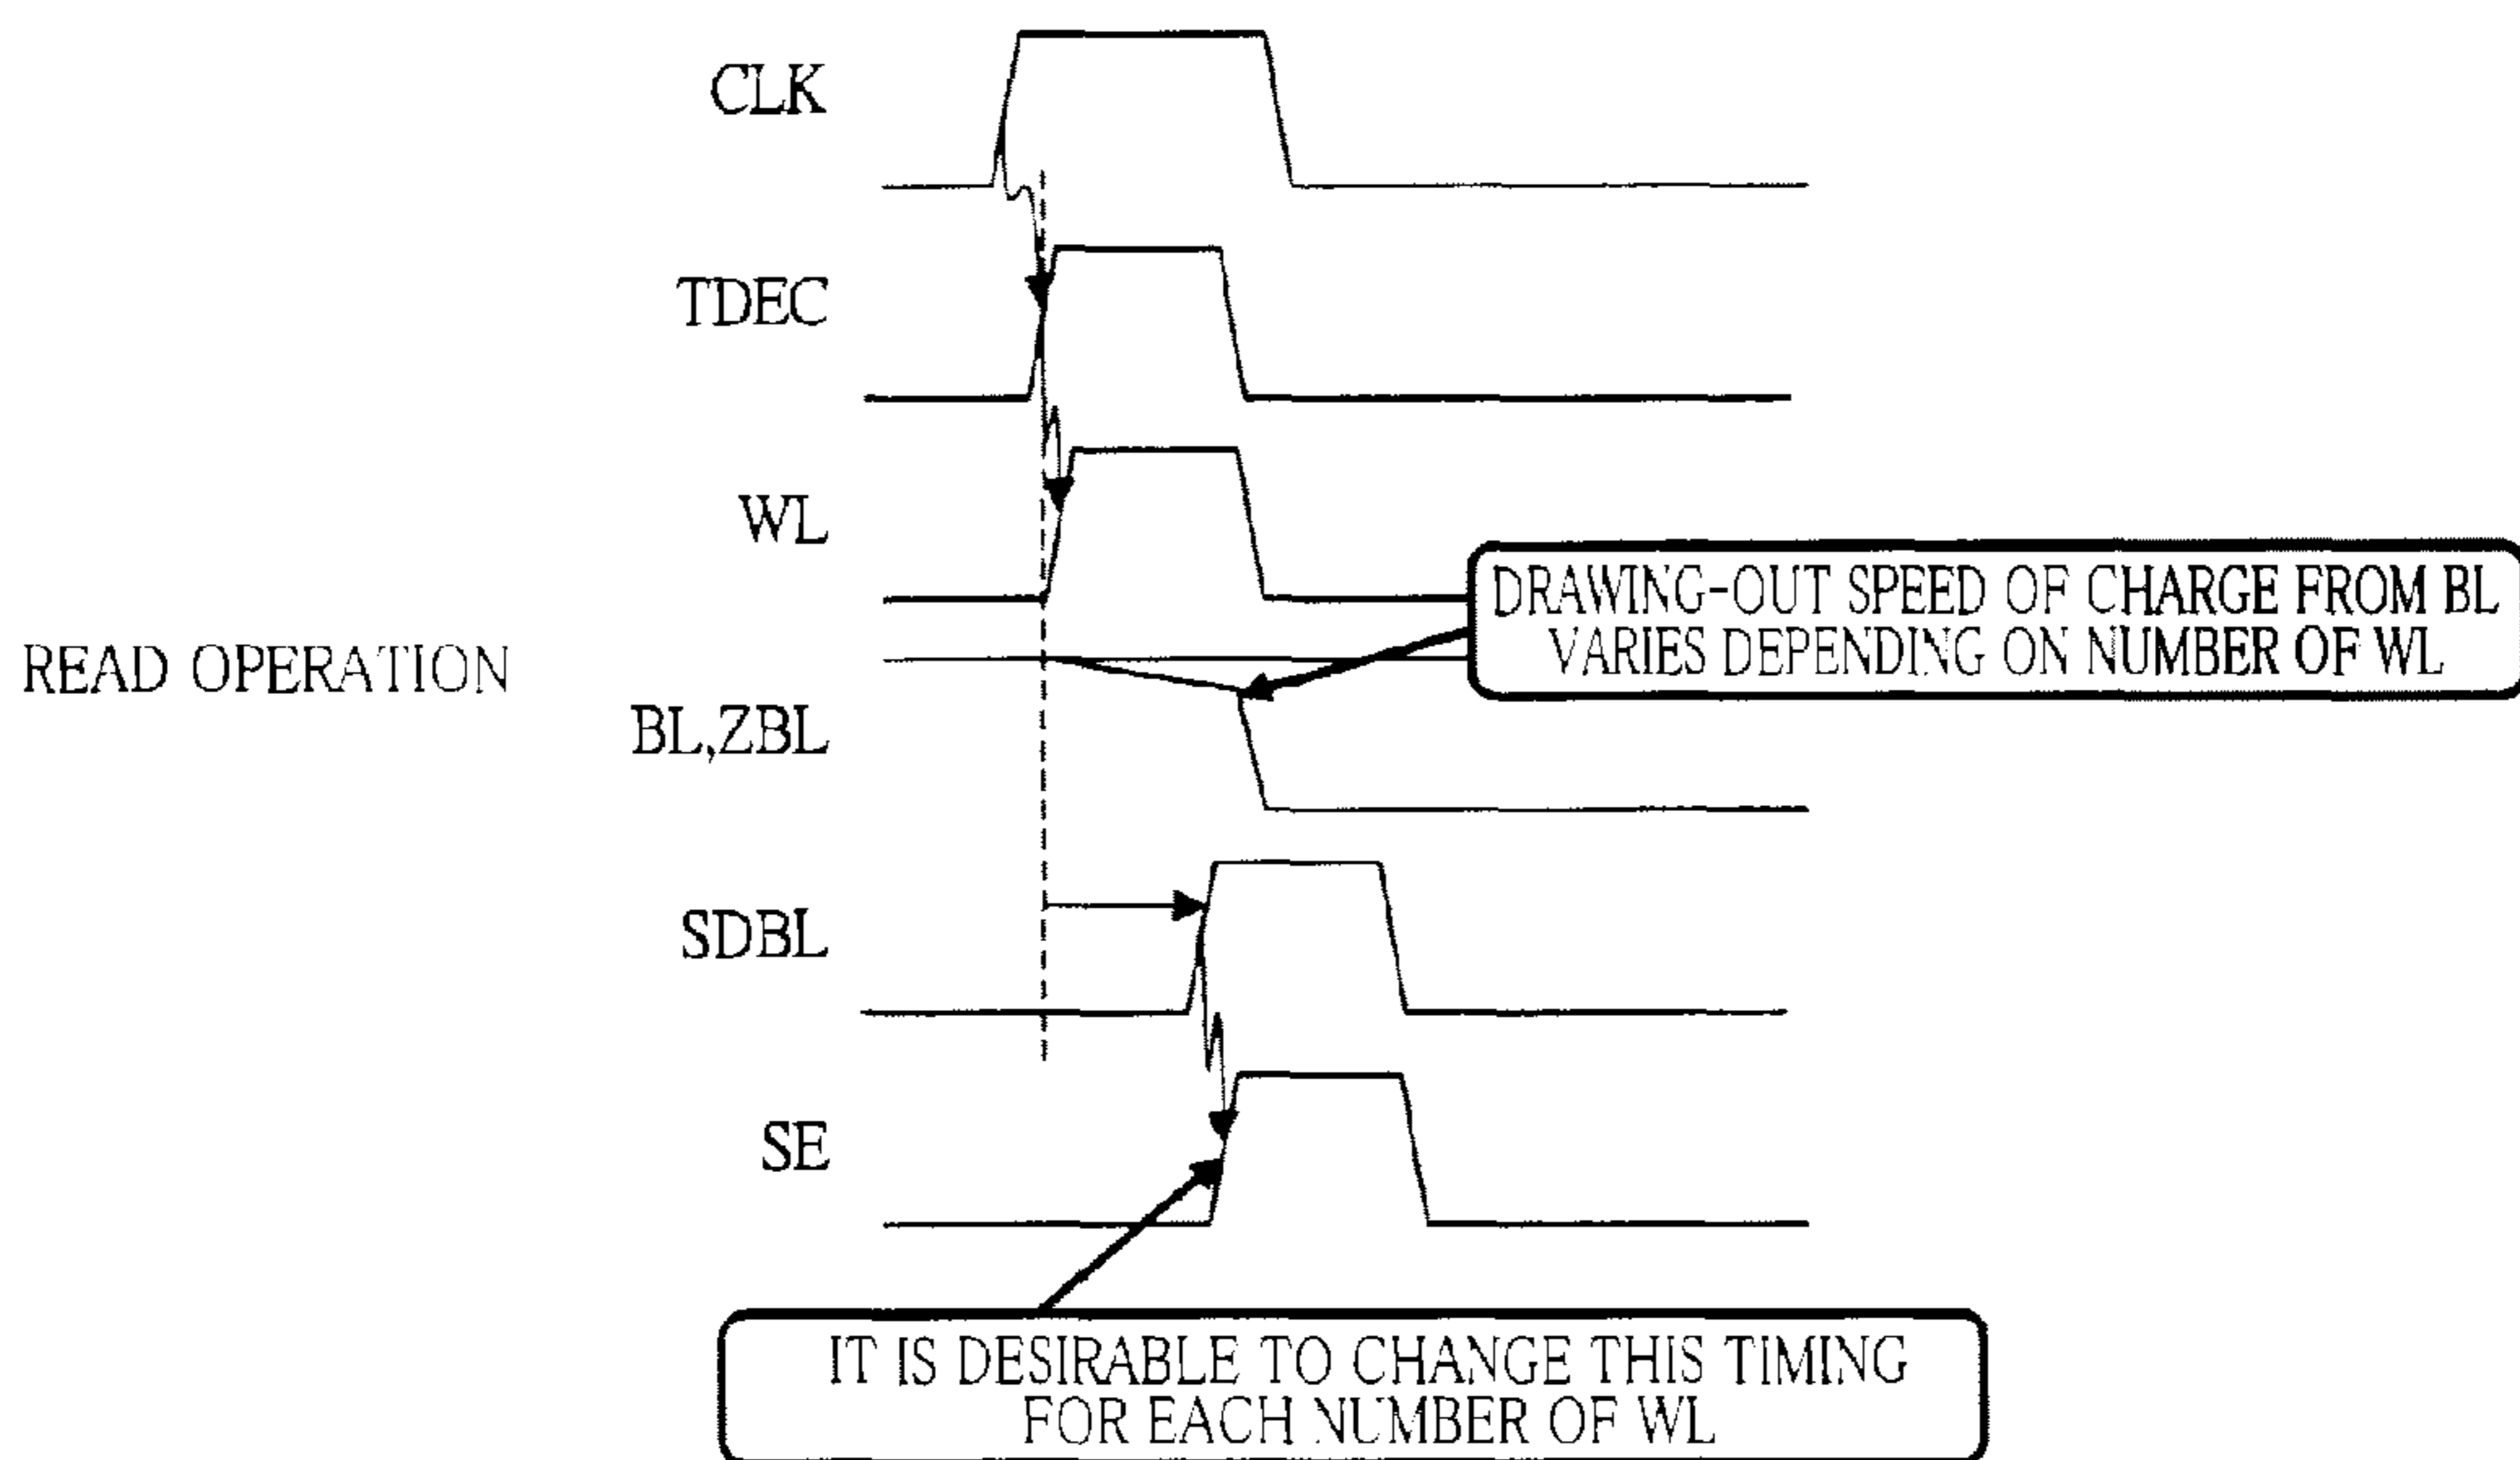 CLK
TDEC
WL
DRAWING-OUT SPEED OF CHARGE FROM BL
VARIES DEPENDING ON NUMBER OF WL
READ OPERATION
BL,ZBL
SDBL
SE
IT IS DESIRABLE TO CHANGE THIS TIMING
FOR EACH NUMBER OF WL